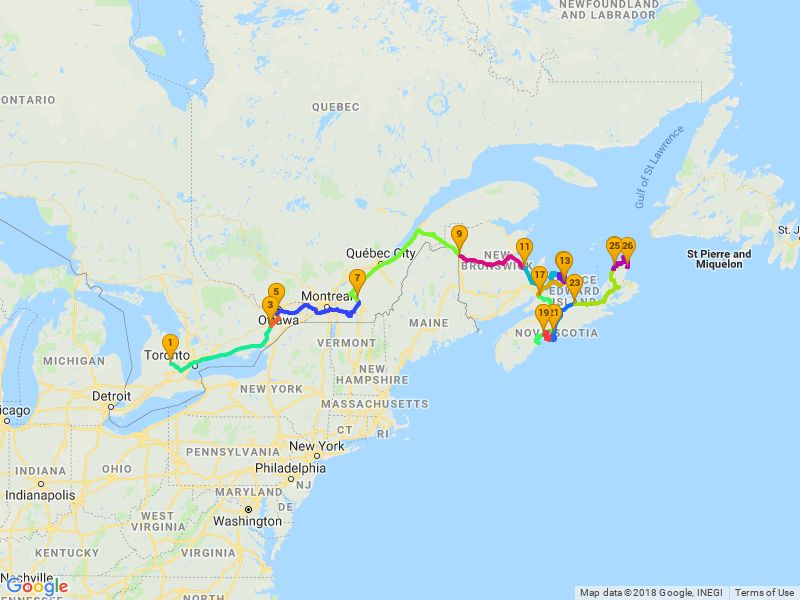 NEWFOUNDLAND
AND LABRADOR
ONTARIO
QUEBEC
Gulf of St Lawrence
St. J
Québec City
9
11
NEW
BRUNSWICK
13
25
26
St Pierre and
Miquelon
5
3
Ottawa
7
Montreal
17
23
EDWARD
ISLAND
19
21
NOVA SCOTIA
1
Toronto
MAINE
VERMONT
MICHIGAN
NEW
HAMPSHIRE
Detroit
NEW YORK
MASSACHUSETTS
CT
RI
New York
PENNSYLVANIA
Philadelphia
NJ
INDIANA
OHIO
Indianapolis
MARYLAND
DE
WEST
VIRGINIA
Washington
KENTUCKY
VIRGINIA
Nashville
NORTH
Google
Map data ©2018 Google, INEGI
Terms of Use